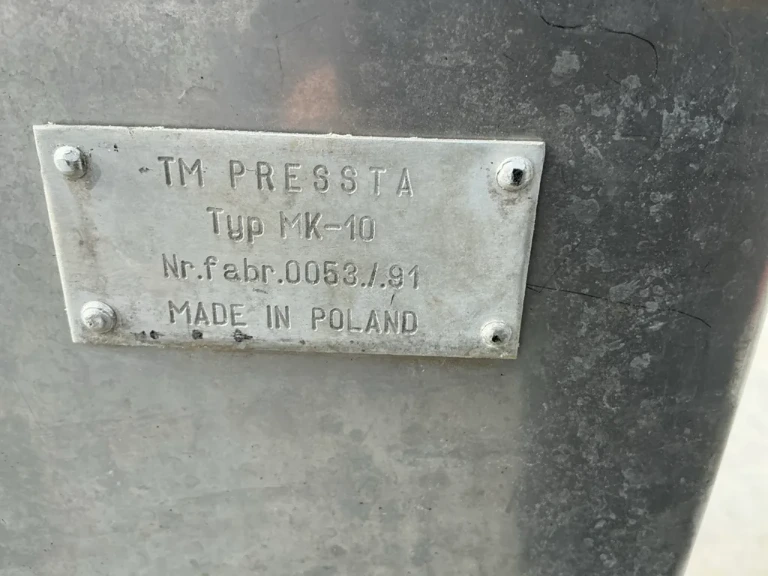 TM PRESSTA
Typ MK-10
Nr.fabr.0053./.91
MADE IN POLAND